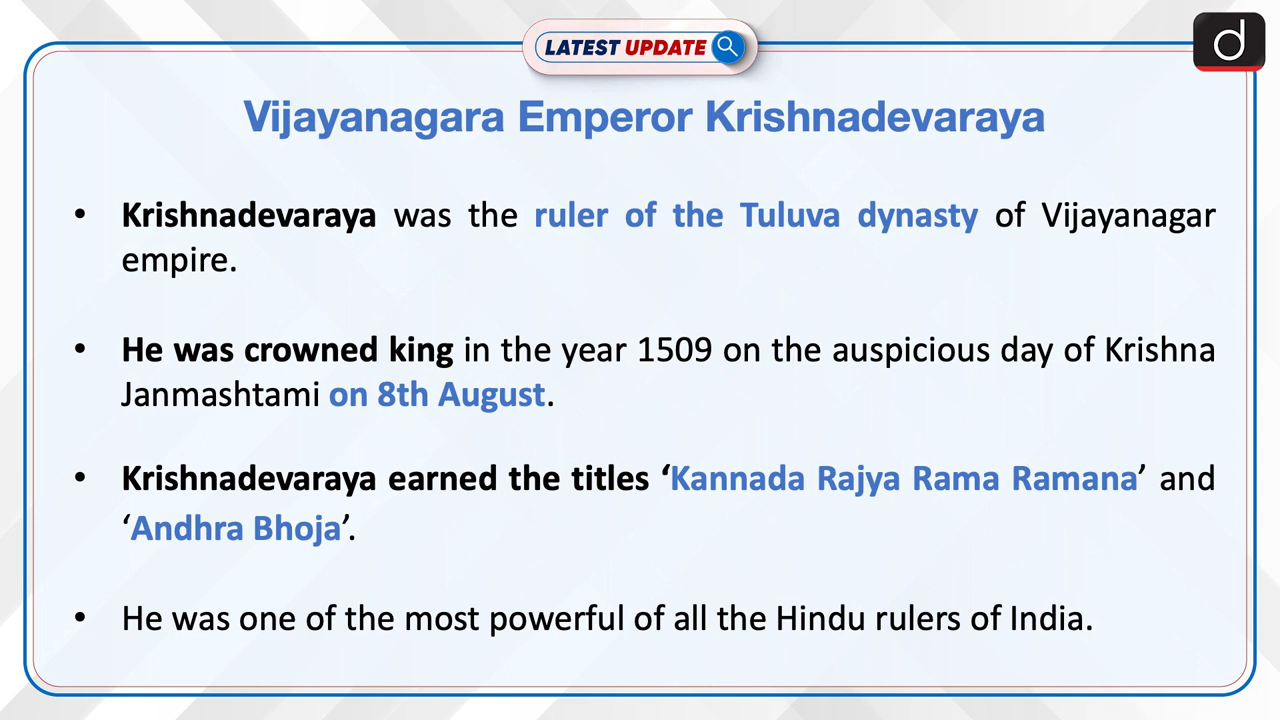 LATEST UPDATE
d
Vijayanagara Emperor Krishnadevaraya
• Krishnadevaraya was the ruler of the Tuluva dynasty of Vijayanagar
empire.
• He was crowned king in the year 1509 on the auspicious day of Krishna
Janmashtami on 8th August.
• Krishnadevaraya earned the titles ‘Kannada Rajya Rama Ramana’ and
‘Andhra Bhoja’.
• He was one of the most powerful of all the Hindu rulers of India.